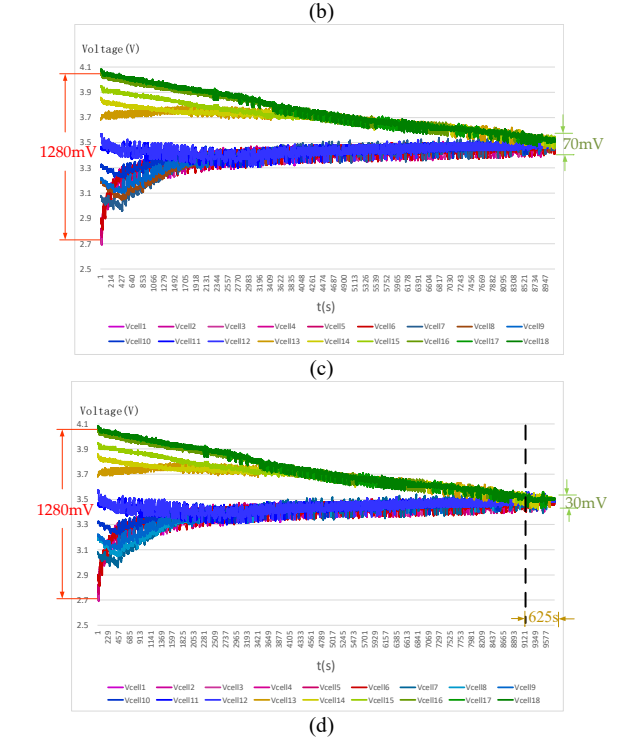 (b)
Voltage(V)
4.1
3.9
3.7
3.5
3.3
3.1
2.9
2.7
2.5
1280mV
70mV
1 214 427 640 853 1066 1279 1492 1705 1918 2131 2344 2557 2770 2983 3196 3409 3622 3835 4048 4261 4474 4687 4900 5113 5326 5539 5752 5965 6178 6391 6604 6817 7030 7243 7456 7669 7882 8095 8308 8521 8734 8947
t(s)
Vcell1 Vcell2 Vcell3 Vcell4 Vcell5 Vcell6 Vcell7 Vcell8 Vcell9
Vcell10 Vcell11 Vcell12 Vcell13 Vcell14 Vcell15 Vcell16 Vcell17 Vcell18
(c)
Voltage(V)
4.1
3.9
3.7
3.5
3.3
3.1
2.9
2.7
2.5
1280mV
30mV
625s
1 229 457 685 913 1141 1369 1597 1825 2053 2281 2509 2737 2965 3193 3421 3649 3877 4105 4333 4561 4789 5017 5245 5473 5701 5929 6157 6385 6613 6841 7069 7297 7525 7753 7981 8209 8437 8665 8893 9121 9349 9577
t(s)
Vcell1 Vcell2 Vcell3 Vcell4 Vcell5 Vcell6 Vcell7 Vcell8 Vcell9
Vcell10 Vcell11 Vcell12 Vcell13 Vcell14 Vcell15 Vcell16 Vcell17 Vcell18
(d)